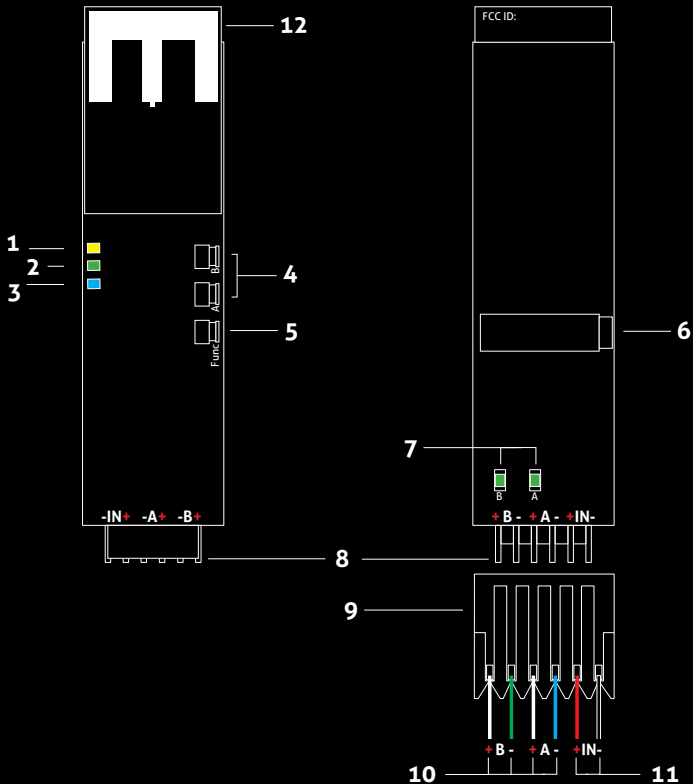 FCC ID:
12
1
2
3
B
4
A
5
Func
6
7
B
A
-IN+ -A+ -B+
+B- +A- +IN-
8
9
+B- +A- +IN-
10
11